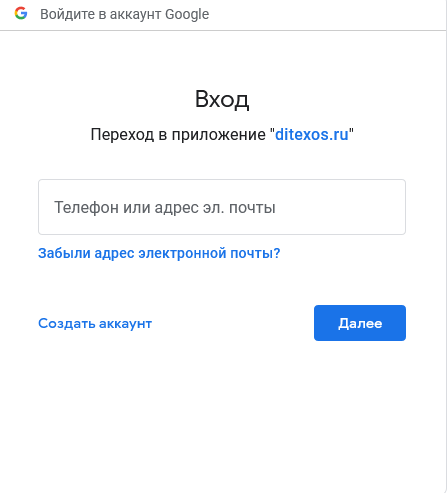 Войдите в аккаунт Google
Вход
Переход в приложение "ditexos.ru"
Телефон или адрес эл. почты
Забыли адрес электронной почты?
Создать аккаунт
Далее